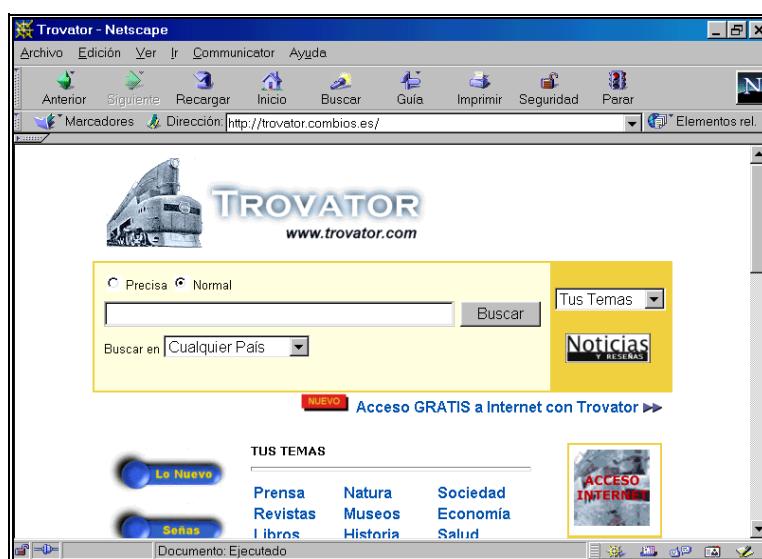 Trovator - Netscape
Archivo Edición Ver Ir Communicator Ayuda
Anterior Siguiente Recargar Inicio Buscar Guía Imprimir Seguridad Parar
N
Marcadores Dirección: http://trovator.combios.es/ Elementos rel.
TROVATOR
www.trovator.com
Precisa Normal
Buscar
Tus Temas
Buscar en Cualquier País
Noticias
Y RESEÑAS
NUEVO Acceso GRATIS a Internet con Trovator
TUS TEMAS
Lo Nuevo
Prensa Natura Sociedad
Revistas Museos Economía
Libros Historia Salud
Señas
ACCESO
INTERNET
Documento: Ejecutado